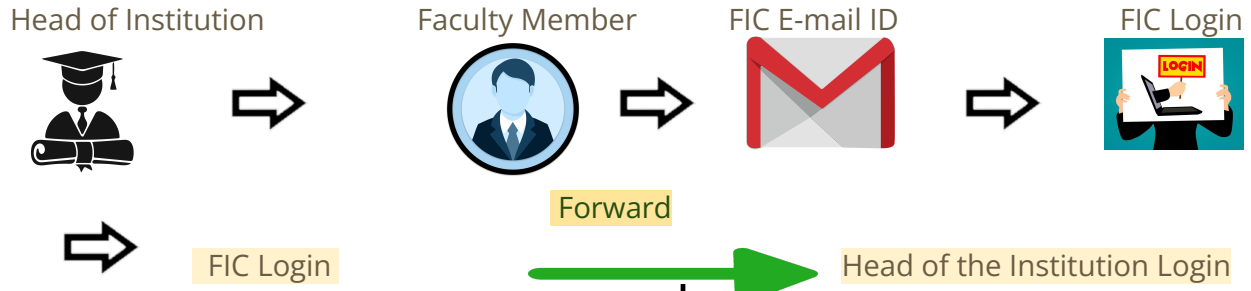 Head of Institution
Faculty Member
FIC E-mail ID
FIC Login
LOGIN
Forward
FIC Login
Head of the Institution Login